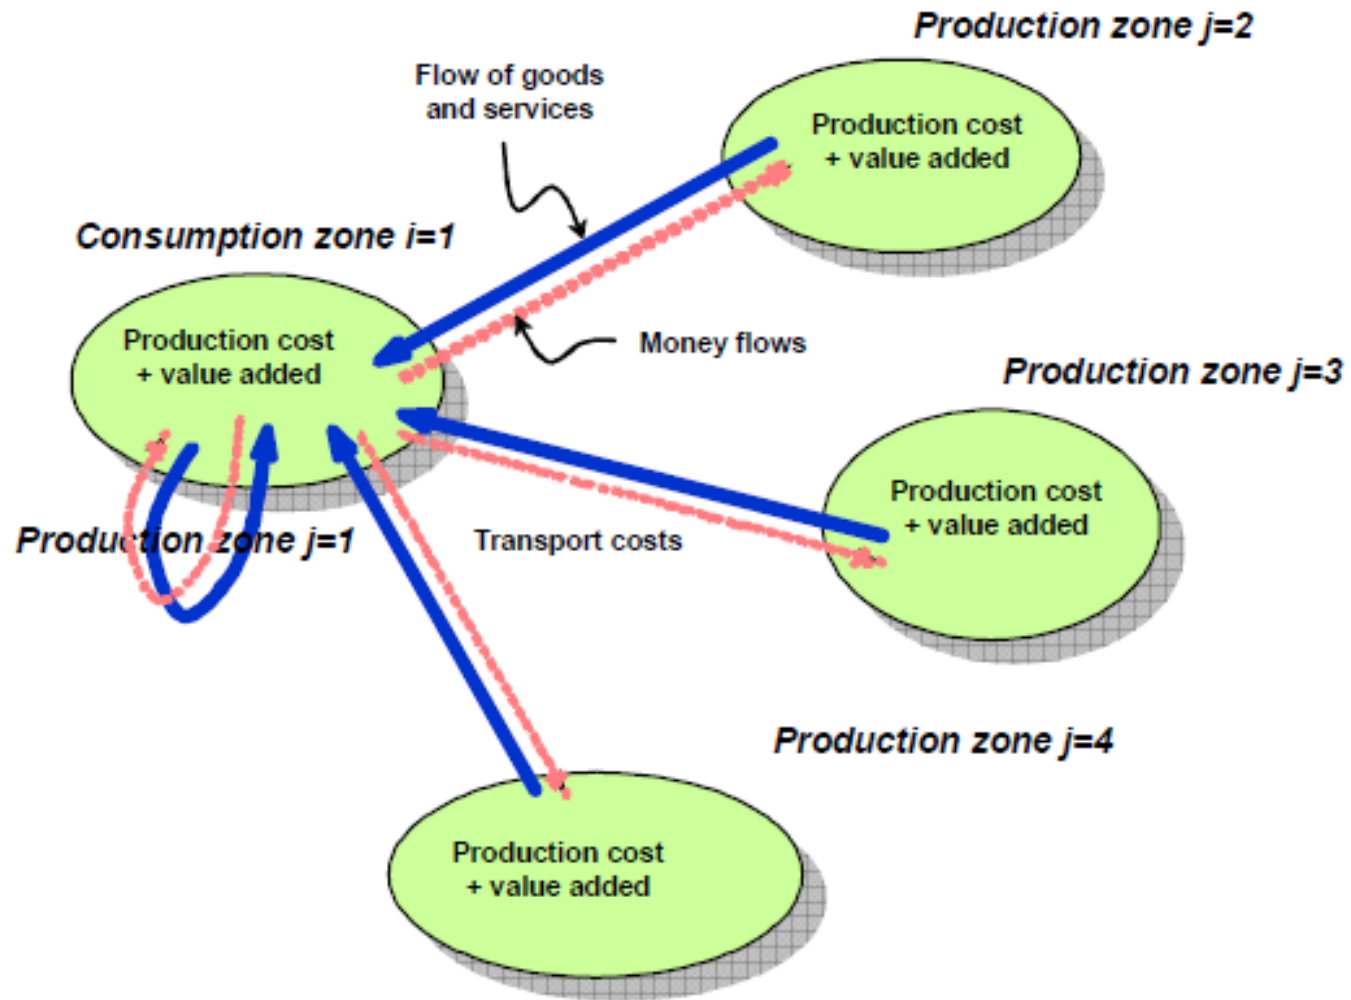 Production zone j=2
Flow of goods
and services
Production cost
+ value added
Consumption zone i=1
Production cost
+ value added
Money flows
Production zone j=3
Production cost
+ value added
Production zone j=1
Transport costs
Production zone j=4
Production cost
+ value added